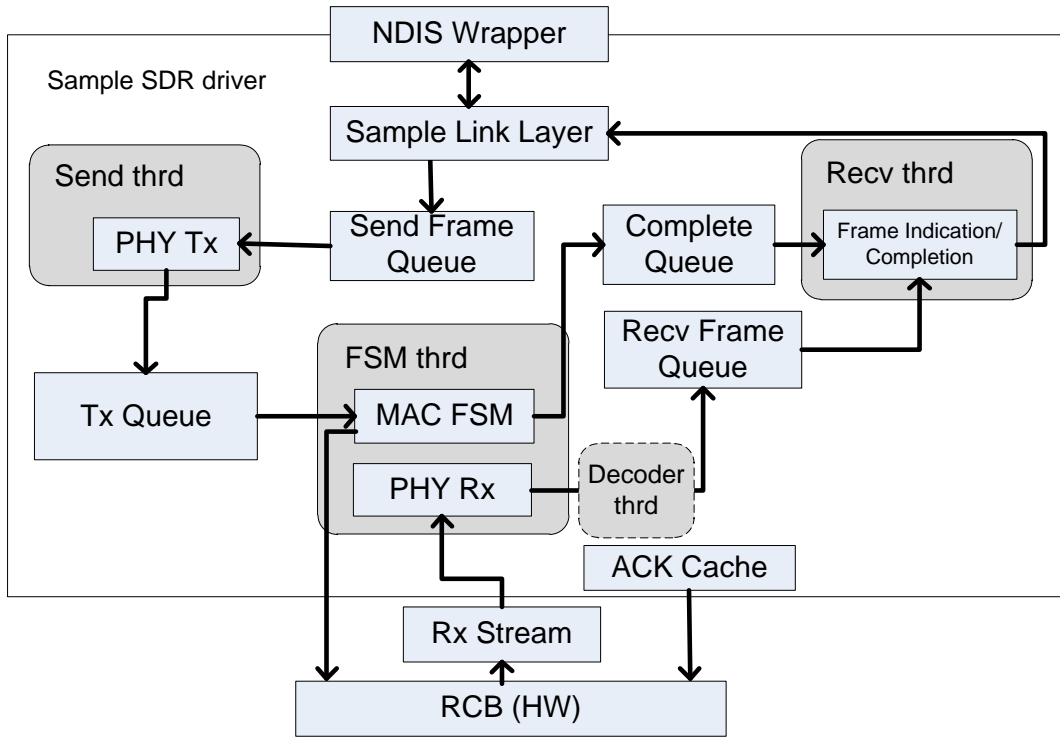 NDIS Wrapper
Sample SDR driver
Sample Link Layer
Send thrd
PHY Tx
Send Frame
Queue
Complete
Queue
Recv thrd
Frame Indication/
Completion
Recv Frame
Queue
FSM thrd
MAC FSM
Tx Queue
PHY Rx
Decoder
thrd
ACK Cache
Rx Stream
RCB (HW)